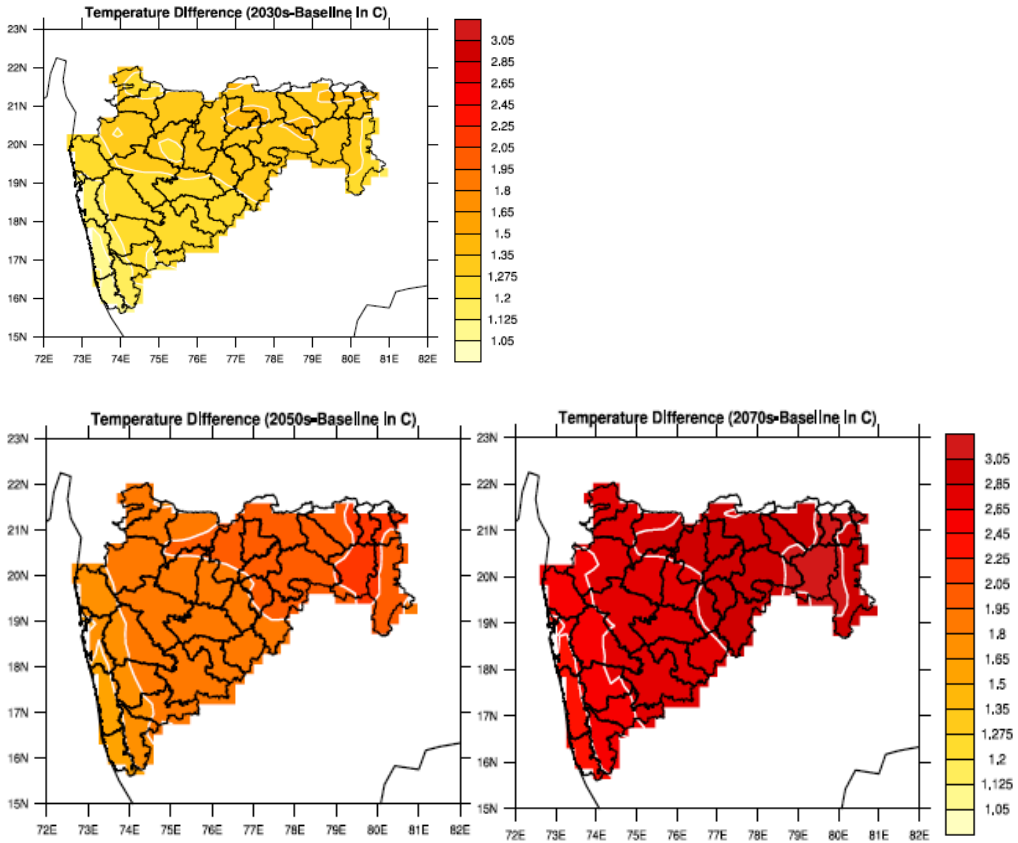 Temperature Difference (2030s-Baseline in C)
23N
22N
21N
20N
19N
18N
17N
16N
15N
72E 73E 74E 75E 76E 77E 78E 79E 80E 81E 82E
3.05
2.85
2.65
2.45
2.25
2.05
1.95
1.8
1.65
1.5
1.35
1.275
1.2
1.125
1.05
Temperature Difference (2050s-Baseline in C)
23N
22N
21N
20N
19N
18N
17N
16N
15N
72E 73E 74E 75E 76E 77E 78E 79E 80E 81E 82E
Temperature Difference (2070s-Baseline in C)
23N
22N
21N
20N
19N
18N
17N
16N
15N
72E 73E 74E 75E 76E 77E 78E 79E 80E 81E 82E
3.05
2.85
2.65
2.45
2.25
2.05
1.95
1.8
1.65
1.5
1.35
1.275
1.2
1.125
1.05